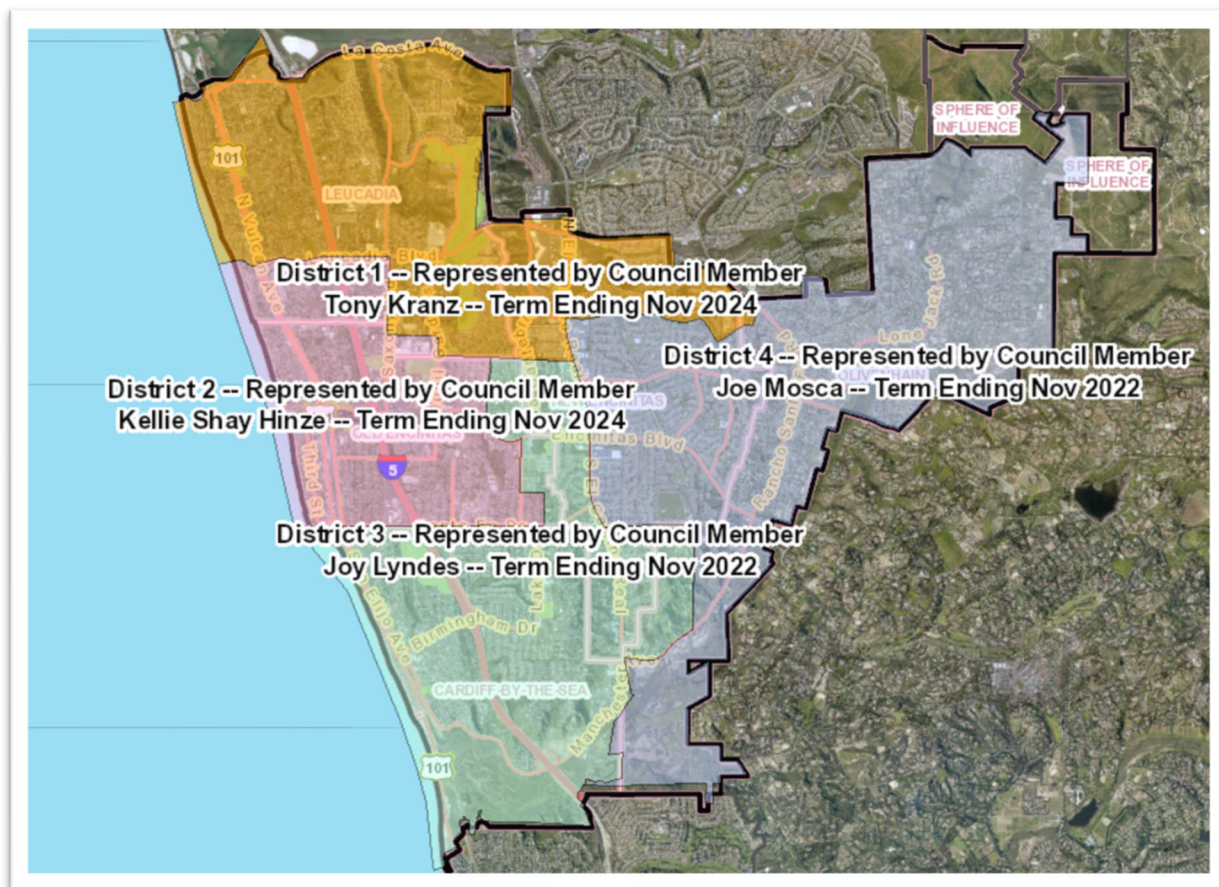 La Costa Ave
SPHERE OF
INFLUENCE
101
SPHERE OF
INFLUENCE
LEUCADIA
N Vulcan Ave
District 1 -- Represented by Council Member
Tony Kranz -- Term Ending Nov 2024
Lone Jack Rd
District 4 -- Represented by Council Member
Joe Mosca -- Term Ending Nov 2022
OLIVENHAIN
District 2 -- Represented by Council Member
Kellie Shay Hinze -- Term Ending Nov 2024
OLD ENCINITAS
Encinitas Blvd
5
Third St
District 3 -- Represented by Council Member
Joy Lyndes -- Term Ending Nov 2022
Birmingham Dr
Manchester Ave
CARDIFF-BY-THE-SEA
101